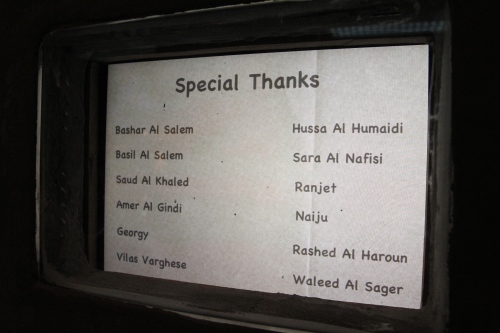 Special Thanks
Bashar Al Salem
Basil Al Salem
Saud Al Khaled
Amer Al Gindi
Georgy
Vilas Varghese
Hussa Al Humaidi
Sara Al Nafisi
Ranjet
Naiju
Rashed Al Haroun
Waleed Al Sager